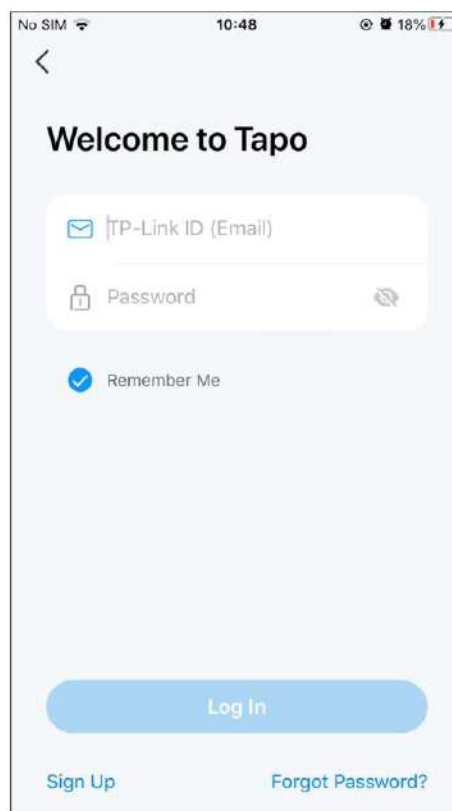 No SIM 10:48 18%
Welcome to Tapo
TP-Link ID (Email)
Password
Remember Me
Log In
Sign Up Forgot Password?